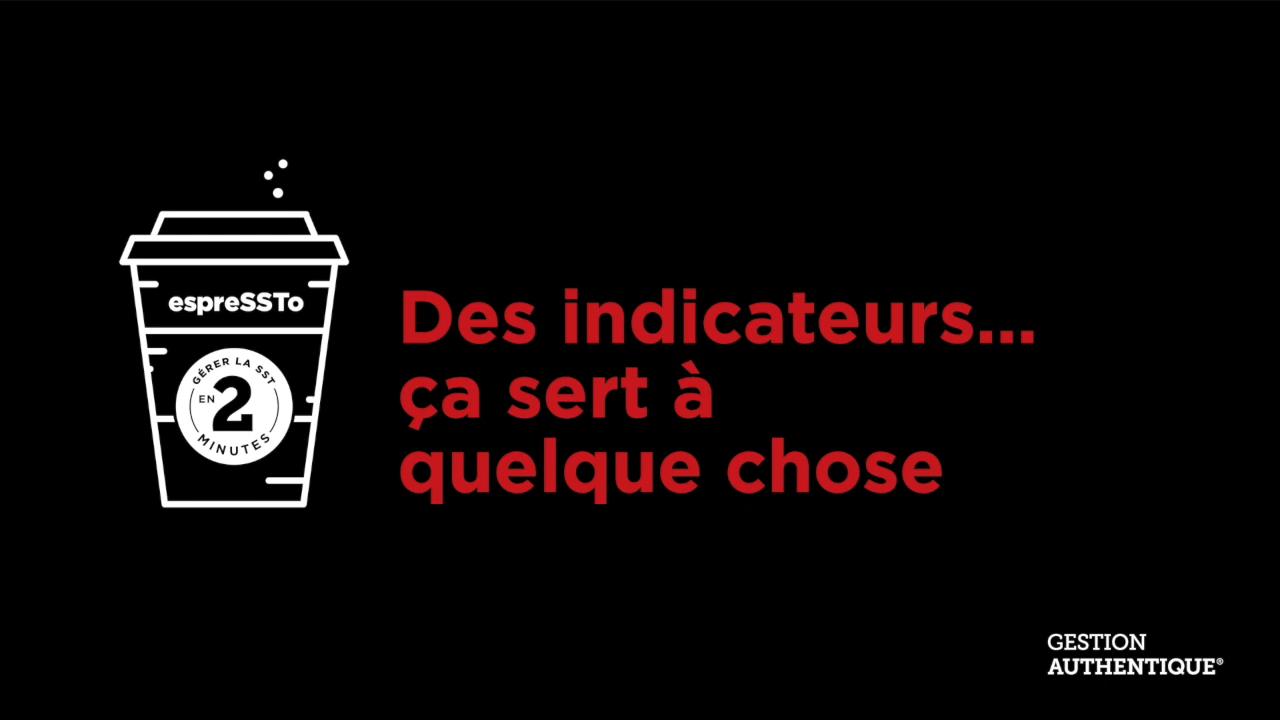 espreSSTo
GÉRER LA SST
EN 2
MINUTES
Des indicateurs...
ça sert à
quelque chose
GESTION
AUTHENTIQUE®